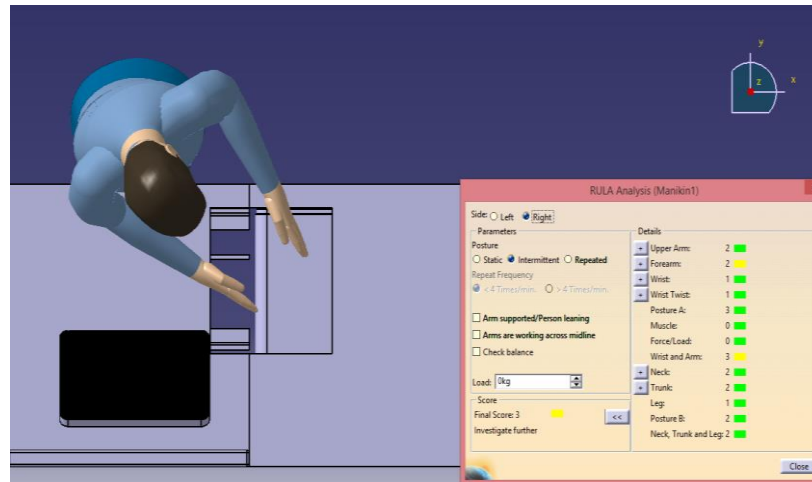 y
x
z
RULA Analysis (Manikin1)
Side: Left Right
Parameters
Posture
Static Intermittent Repeated
Repeat Frequency
< 4 Times/min. > 4 Times/min.
Arm supported/Person leaning
Arms are working across midline
Check balance
Load: 0kg
Score
Final Score: 3
<<
Investigate further
Details
+ Upper Arm: 2
+ Forearm: 2
+ Wrist: 1
+ Wrist Twist: 1
Posture A: 3
Muscle: 0
Force/Load: 0
Wrist and Arm: 3
+ Neck: 2
+ Trunk: 2
Leg: 1
Posture B: 2
Neck, Trunk and Leg: 2
Close